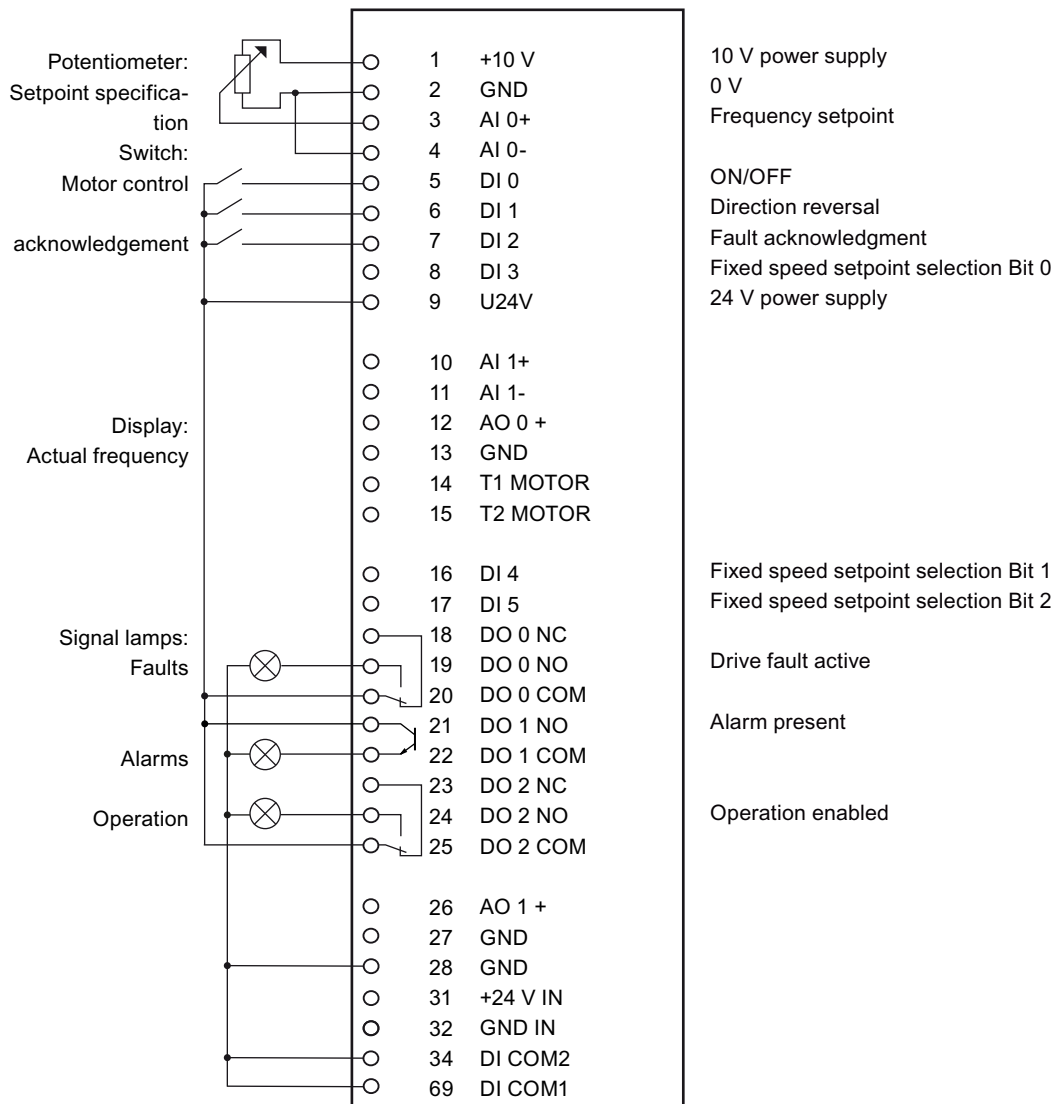 Potentiometer: 1 +10 V 10 V power supply
Setpoint specifica- 2 GND 0 V
tion 3 AI 0+ Frequency setpoint
Switch: 4 AI 0-
Motor control 5 DI 0 ON/OFF
6 DI 1 Direction reversal
acknowledgement 7 DI 2 Fault acknowledgment
8 DI 3 Fixed speed setpoint selection Bit 0
9 U24V 24 V power supply
10 AI 1+
11 AI 1-
Display: 12 AO 0 +
Actual frequency 13 GND
14 T1 MOTOR
15 T2 MOTOR
16 DI 4 Fixed speed setpoint selection Bit 1
17 DI 5 Fixed speed setpoint selection Bit 2
Signal lamps: 18 DO 0 NC
Faults 19 DO 0 NO Drive fault active
20 DO 0 COM
21 DO 1 NO Alarm present
Alarms 22 DO 1 COM
23 DO 2 NC
Operation 24 DO 2 NO Operation enabled
25 DO 2 COM
26 AO 1 +
27 GND
28 GND
31 +24 V IN
32 GND IN
34 DI COM2
69 DI COM1